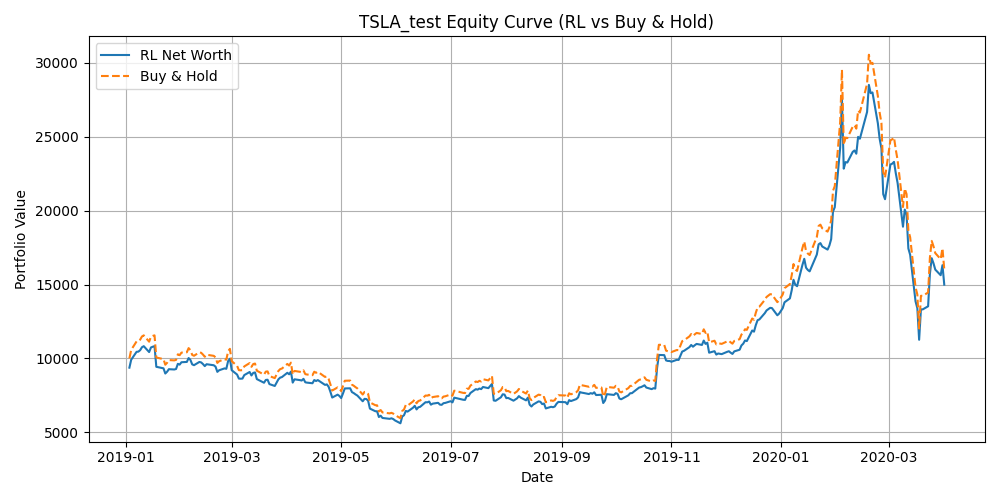 TSLA_test Equity Curve (RL vs Buy & Hold)
RL Net Worth
Buy & Hold
Portfolio Value
30000
25000
20000
15000
10000
5000
2019-01 2019-03 2019-05 2019-07 2019-09 2019-11 2020-01 2020-03
Date